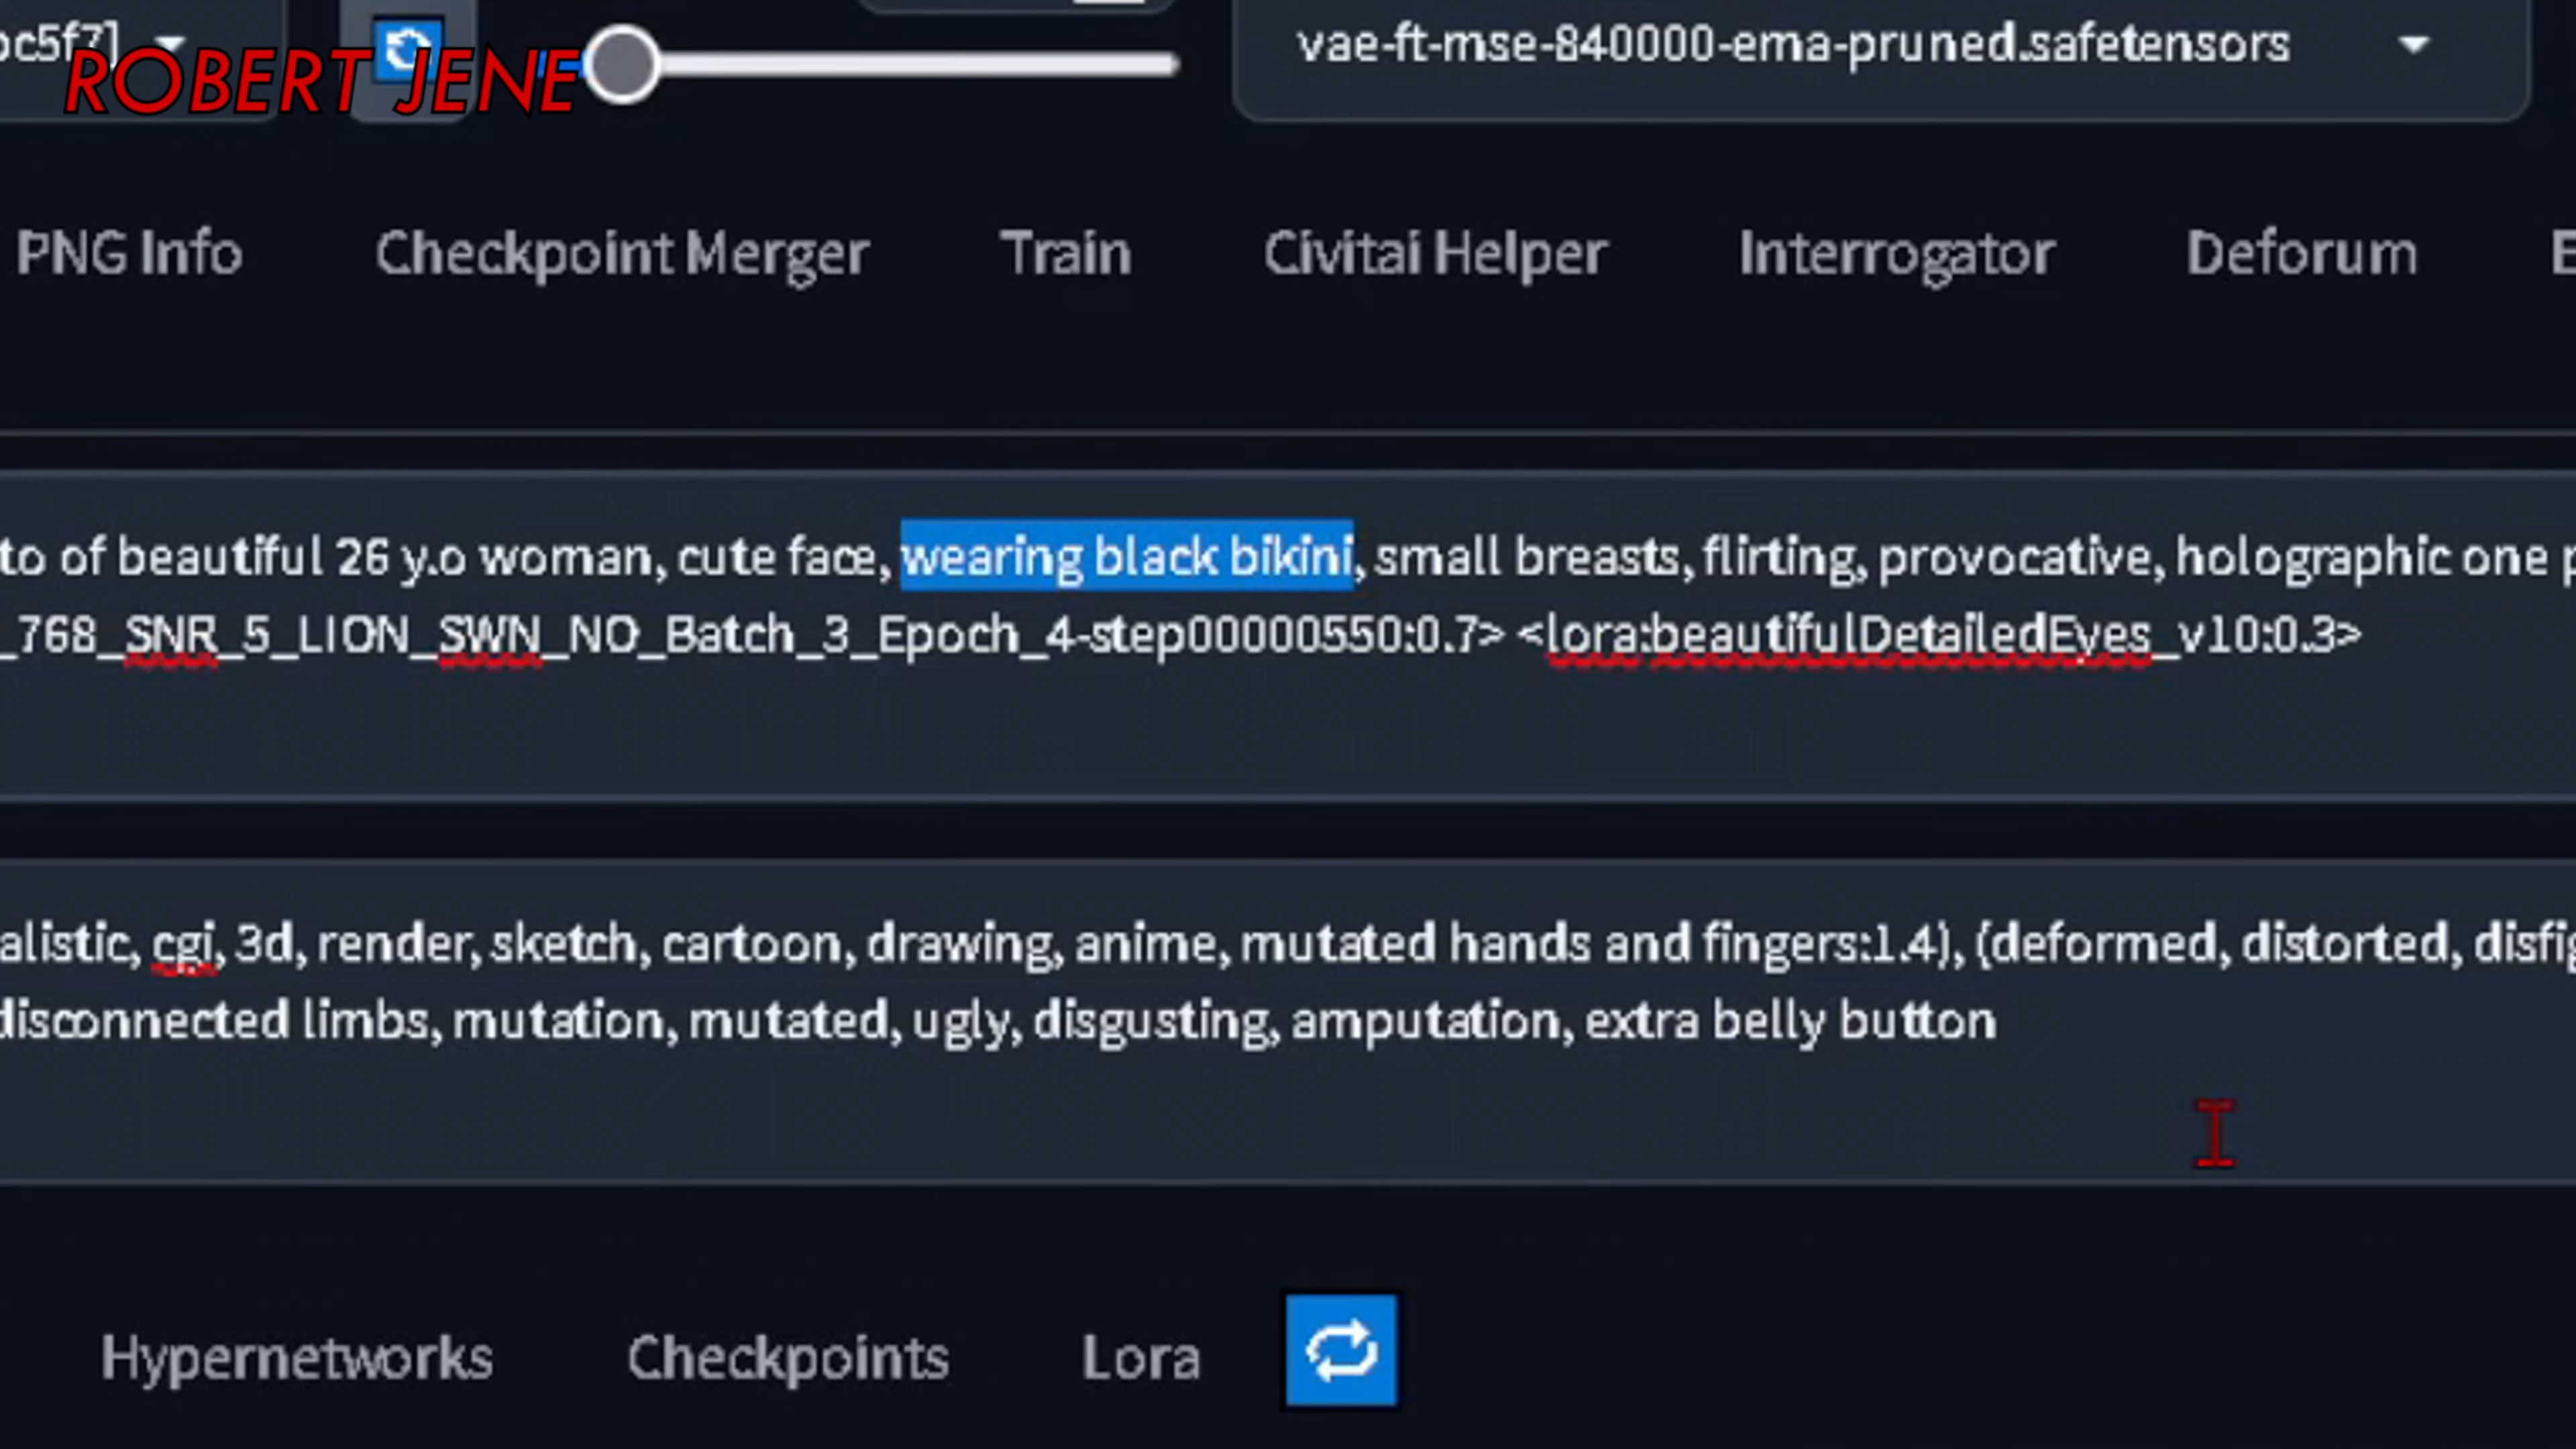 pc5f7]
ROBERT JENE
vae-ft-mse-840000-ema-pruned.safetensors
PNG Info Checkpoint Merger Train Civitai Helper Interrogator Deforum E
to of beautiful 26 y.o woman, cute face, wearing black bikini, small breasts, flirting, provocative, holographic one p
_768_SNR_5_LION_SWN_NO_Batch_3_Epoch_4-step00000550:0.7> <lora:beautifulDetailedEyes_v10:0.3>
alistic, cgi, 3d, render, sketch, cartoon, drawing, anime, mutated hands and fingers:1.4), (deformed, distorted, disfig
disconnected limbs, mutation, mutated, ugly, disgusting, amputation, extra belly button
Hypernetworks Checkpoints Lora